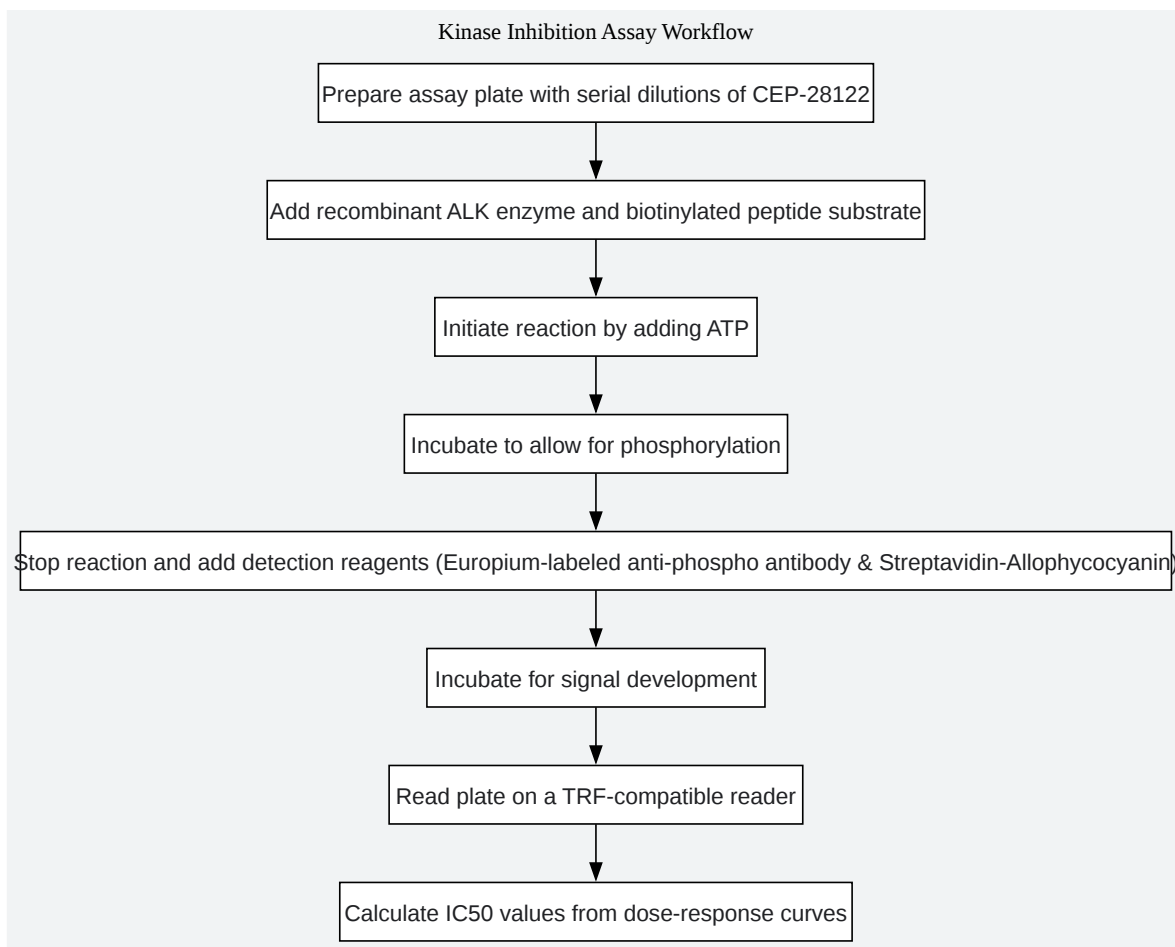 Kinase Inhibition Assay Workflow
Prepare assay plate with serial dilutions of CEP-28122
Add recombinant ALK enzyme and biotinylated peptide substrate
Initiate reaction by adding ATP
Incubate to allow for phosphorylation
Stop reaction and add detection reagents (Europium-labeled anti-phospho antibody & Streptavidin-Allophycocyanin)
Incubate for signal development
Read plate on a TRF-compatible reader
Calculate IC50 values from dose-response curves